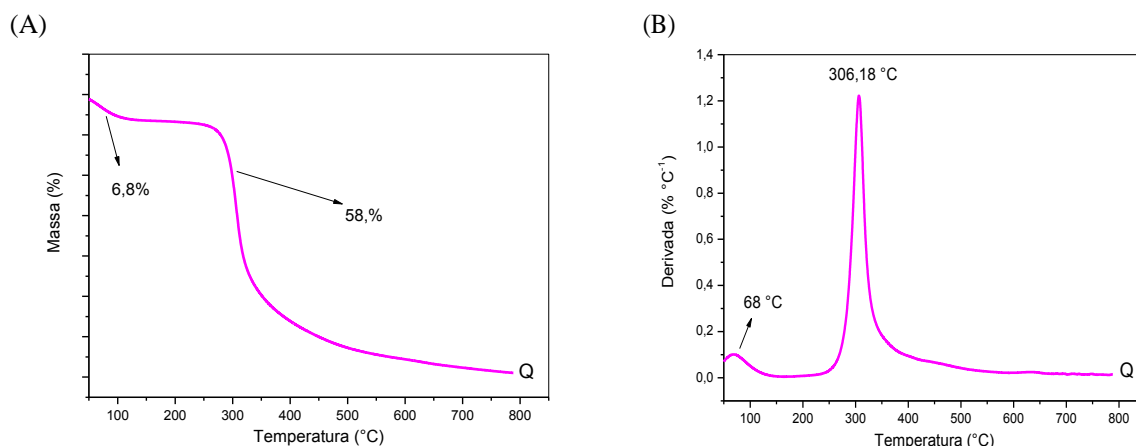 (A)
Massa (%)
6,8%
58,%
Q
100 200 300 400 500 600 700 800
Temperatura (°C)
(B)
Derivada (% °C⁻¹)
1,4
1,2
1,0
0,8
0,6
0,4
0,2
0,0
306,18 °C
68 °C
Q
100 200 300 400 500 600 700 800
Temperatura (°C)